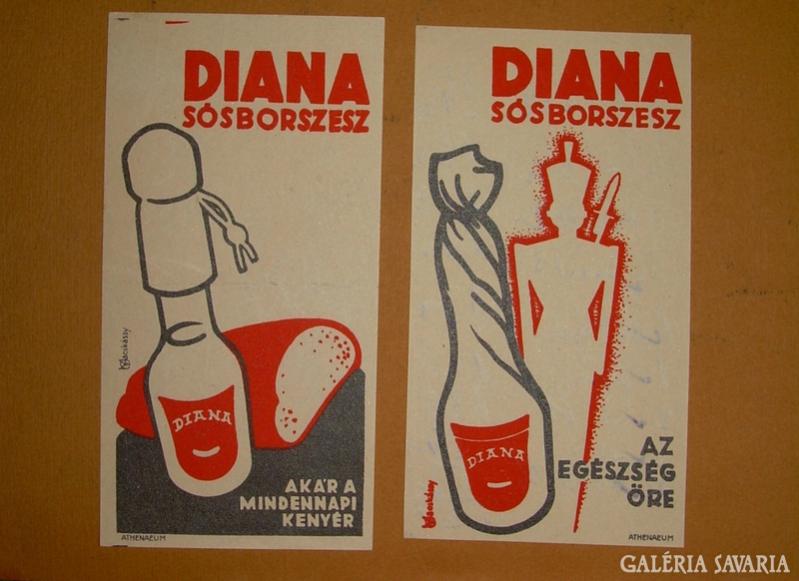 DIANA
SÓSBORSZESZ
DIANA
AKÁR A
MINDENNAPI
KENYÉR
ATHENAEUM
DIANA
SÓSBORSZESZ
DIANA
AZ
EGÉSZSÉG
ŐRE
ATHENAEUM
GALÉRIA SAVARIA